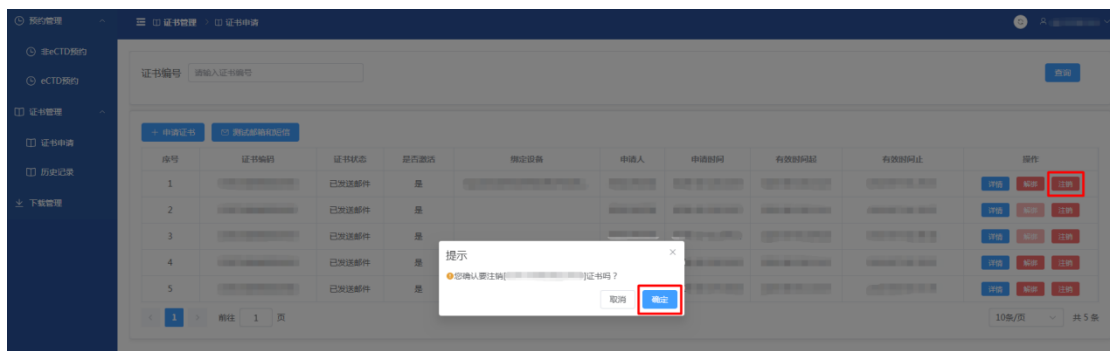 预约管理
证书管理 证书申请
非eCTD预约
eCTD预约
证书管理
证书申请
历史记录
下载管理
证书编号 请输入证书编号 查询
+ 申请证书 测试邮箱和短信
序号 证书编码 证书状态 是否激活 绑定设备 申请人 申请时间 有效时间起 有效时间止 操作
1 已发送邮件 是 详情 解绑 注销
2 已发送邮件 是 详情 解绑 注销
3 已发送邮件 是 详情 解绑 注销
4 已发送邮件 是 详情 解绑 注销
5 已发送邮件 是 详情 解绑 注销
提示
您确认要注销[ ]证书吗？
取消 确定
1 前往 1 页 10条/页 共 5 条